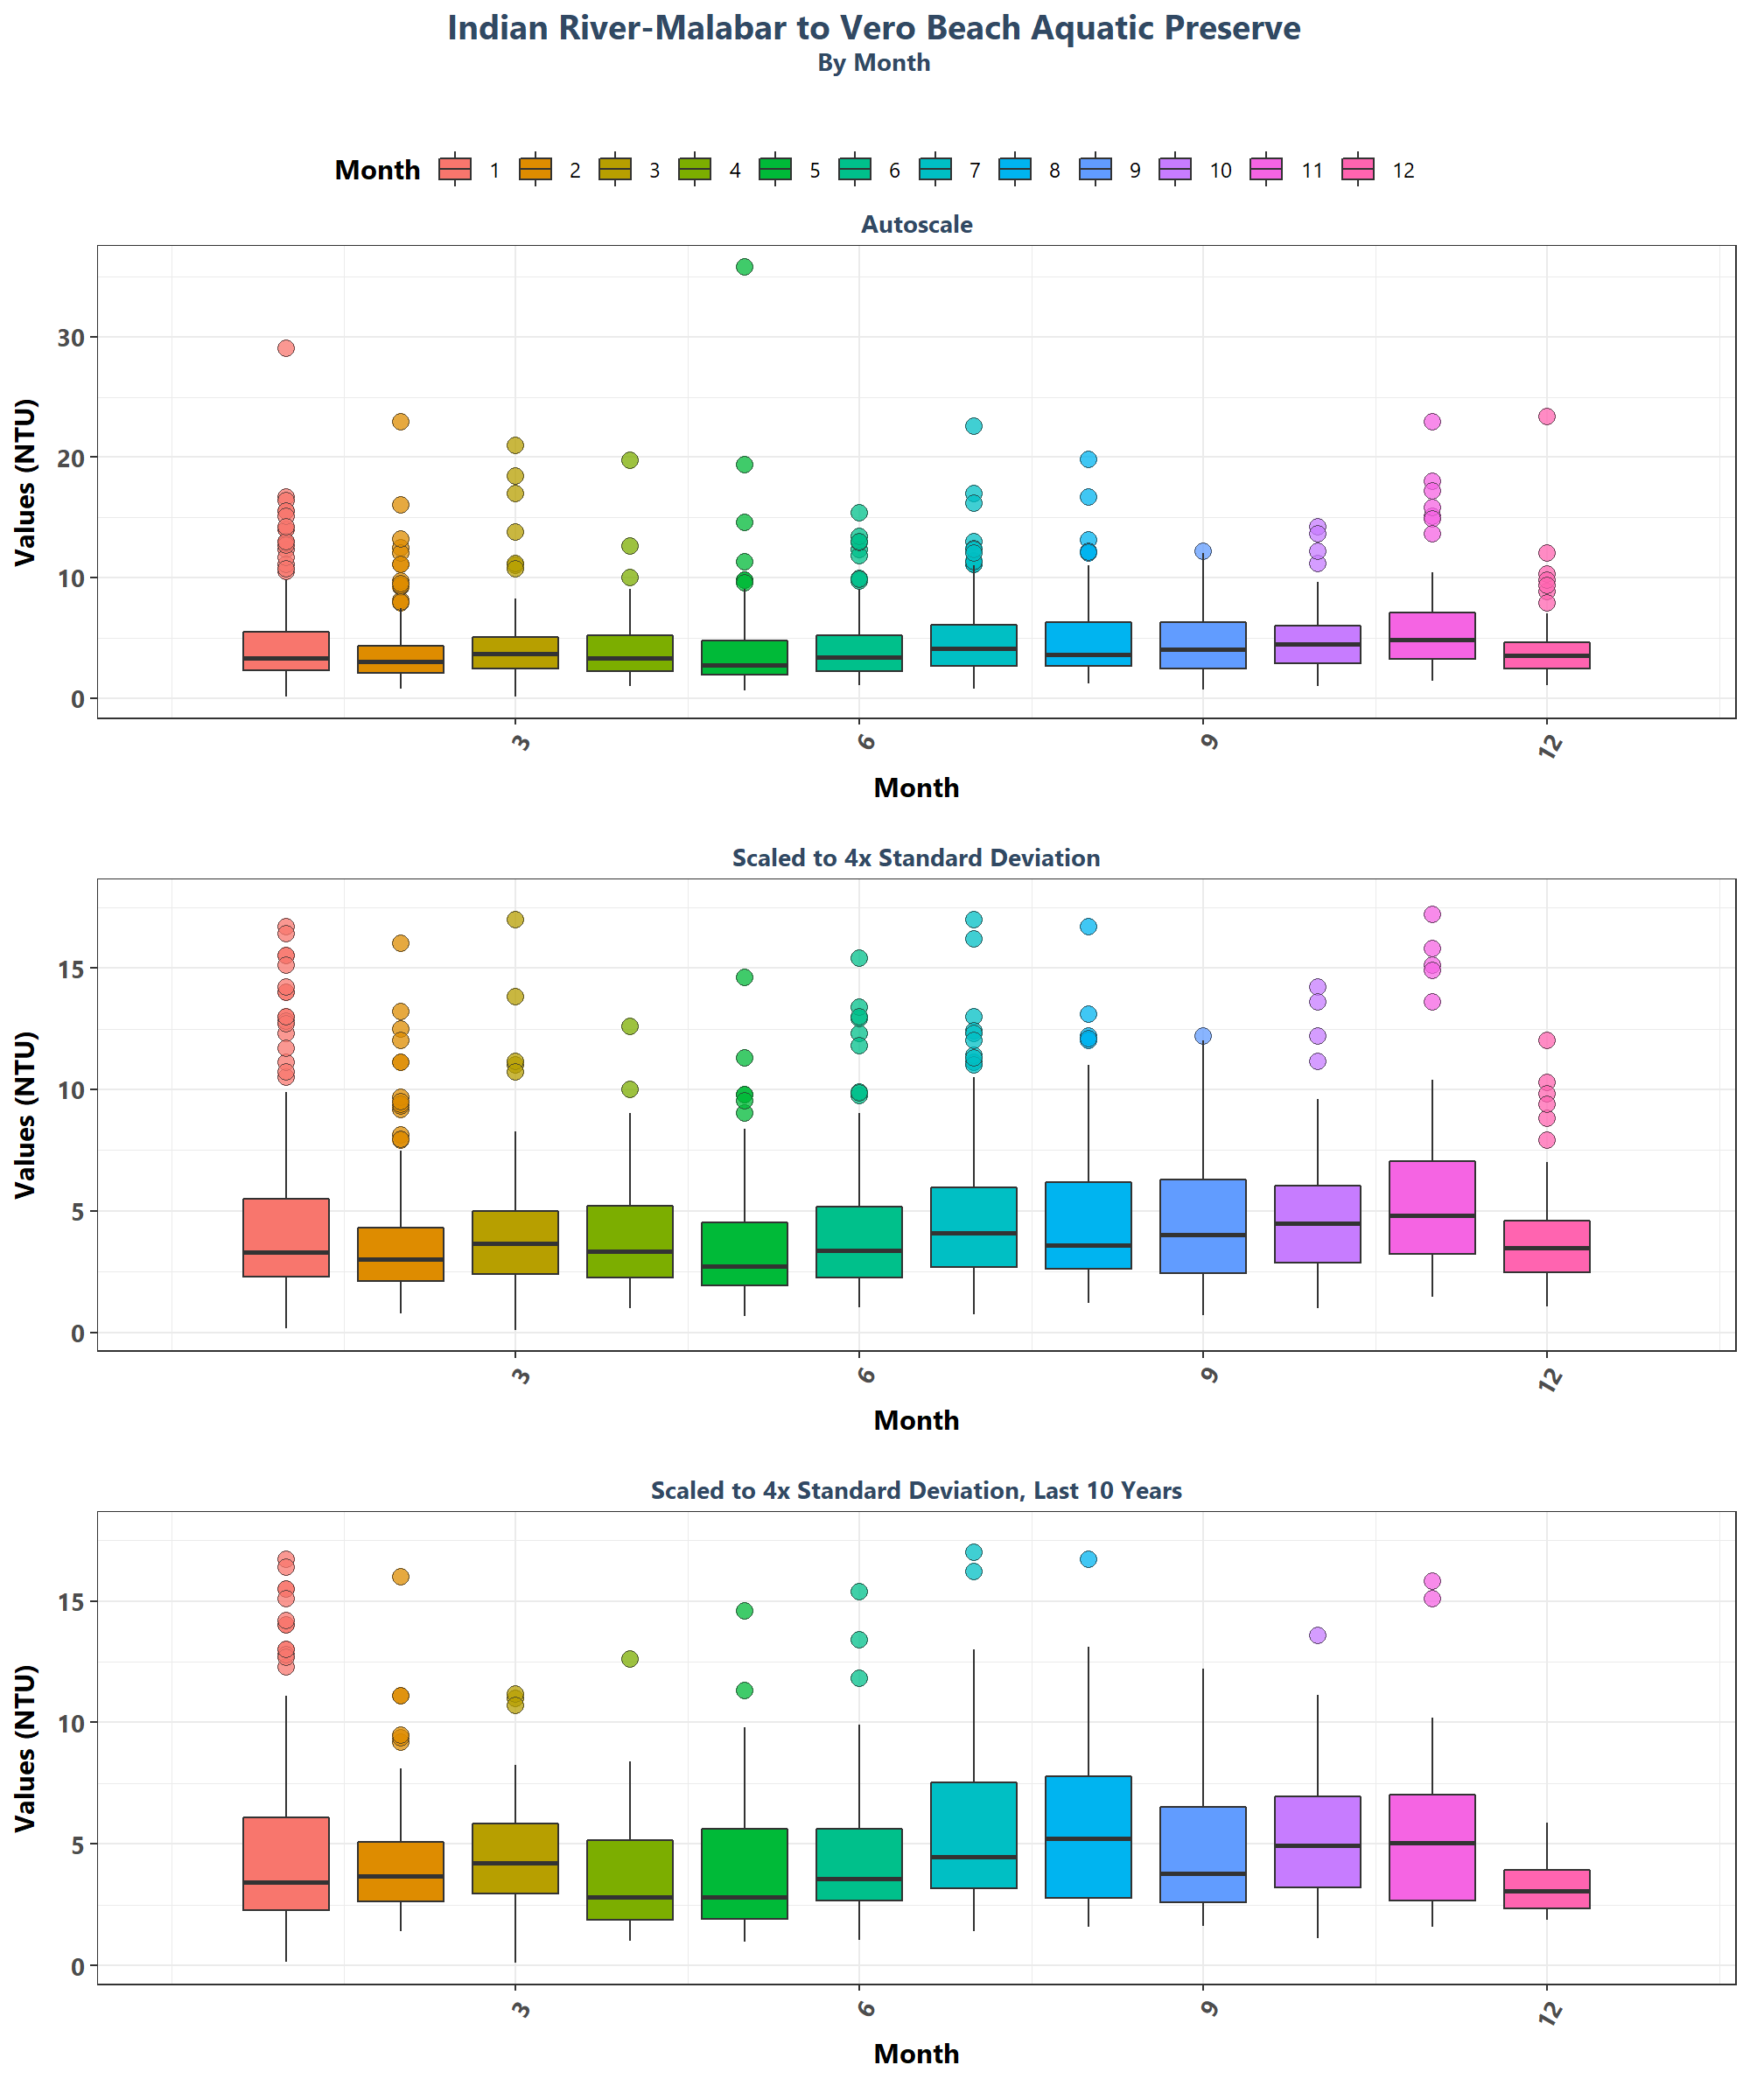 Indian River-Malabar to Vero Beach Aquatic Preserve
By Month
Month 1 2 3 4 5 6 7 8 9 10 11 12
Autoscale
Values (NTU)
30
20
10
0
3 6 9 12
Month
Scaled to 4x Standard Deviation
Values (NTU)
15
10
5
0
3 6 9 12
Month
Scaled to 4x Standard Deviation, Last 10 Years
Values (NTU)
15
10
5
0
3 6 9 12
Month